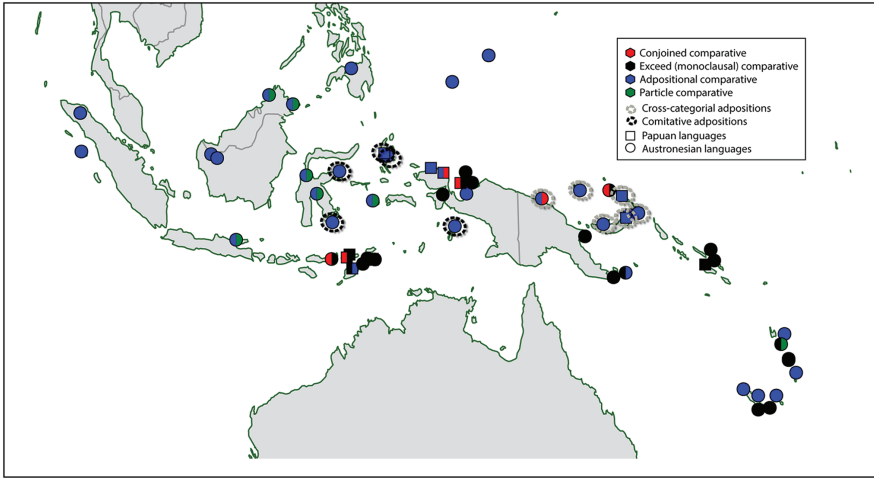 Conjoined comparative
Exceed (monoclausal) comparative
Adpositional comparative
Particle comparative
Cross-categorial adpositions
Comitative adpositions
Papuan languages
Austronesian languages